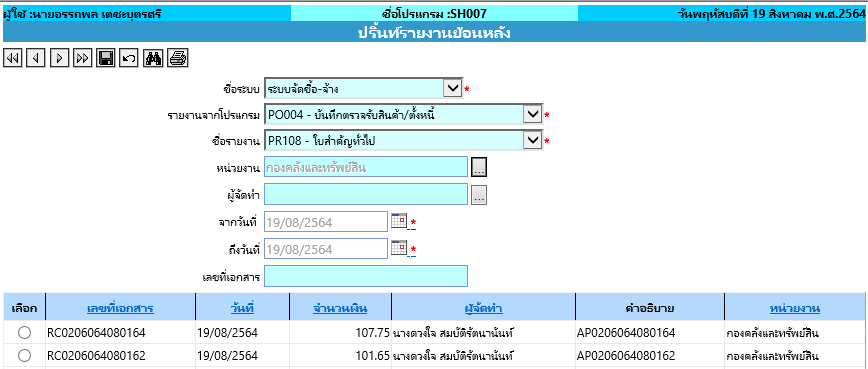 ผู้ใช้ :นายอรรถพล เตชะบุตรศรี ชื่อโปรแกรม :SH007 วันพฤหัสบดีที่ 19 สิงหาคม พ.ศ.2564
ปริ้นท์รายงานย้อนหลัง
ชื่อระบบ ระบบจัดซื้อ-จ้าง *
รายงานจากโปรแกรม PO004 - บันทึกตรวจรับสินค้า/ตั้งหนี้ *
ชื่อรายงาน PR108 - ใบสำคัญทั่วไป *
หน่วยงาน กองคลังและทรัพย์สิน ...
ผู้จัดทำ ...
จากวันที่ 19/08/2564 *
ถึงวันที่ 19/08/2564 *
เลขที่เอกสาร
เลือก เลขที่เอกสาร วันที่ จำนวนเงิน ผู้จัดทำ คำอธิบาย หน่วยงาน
RC0206064080164 19/08/2564 107.75 นางดวงใจ สมบัติรัตนานันท์ AP0206064080164 กองคลังและทรัพย์สิน
RC0206064080162 19/08/2564 101.65 นางดวงใจ สมบัติรัตนานันท์ AP0206064080162 กองคลังและทรัพย์สิน